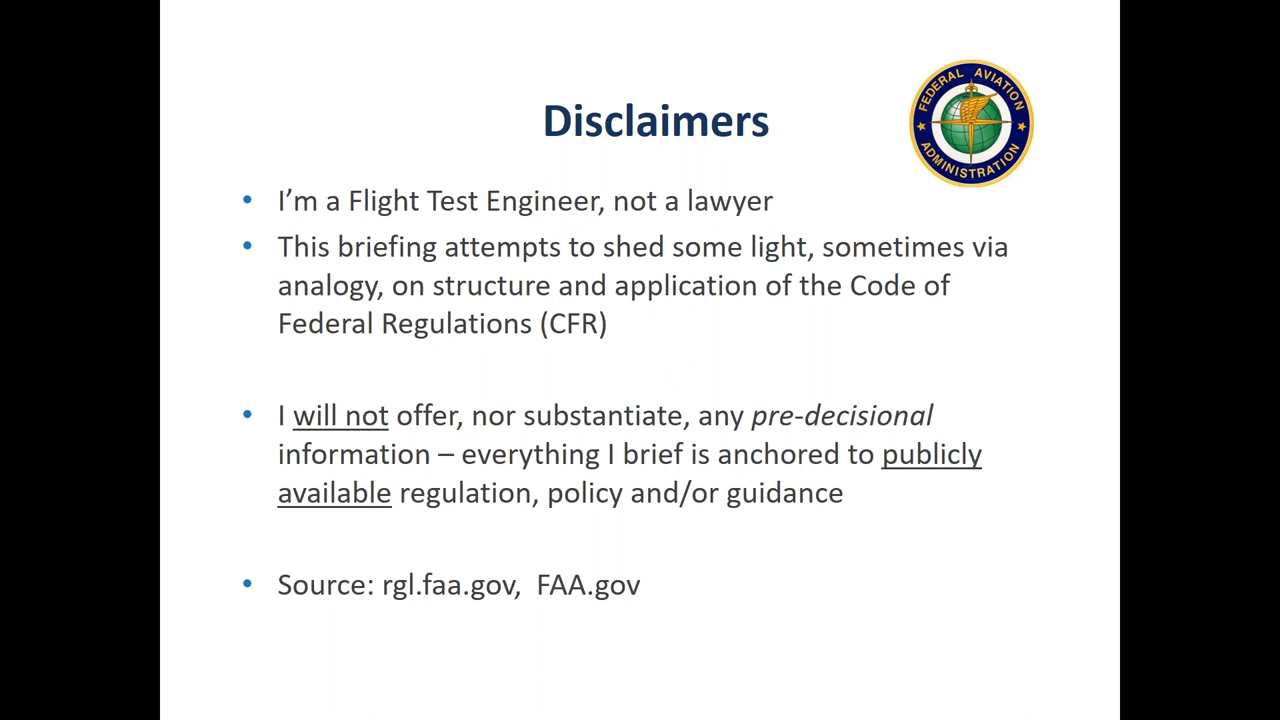 Disclaimers
FEDERAL AVIATION
ADMINISTRATION
• I’m a Flight Test Engineer, not a lawyer
• This briefing attempts to shed some light, sometimes via
analogy, on structure and application of the Code of
Federal Regulations (CFR)
• I will not offer, nor substantiate, any pre-decisional
information – everything I brief is anchored to publicly
available regulation, policy and/or guidance
• Source: rgl.faa.gov,  FAA.gov